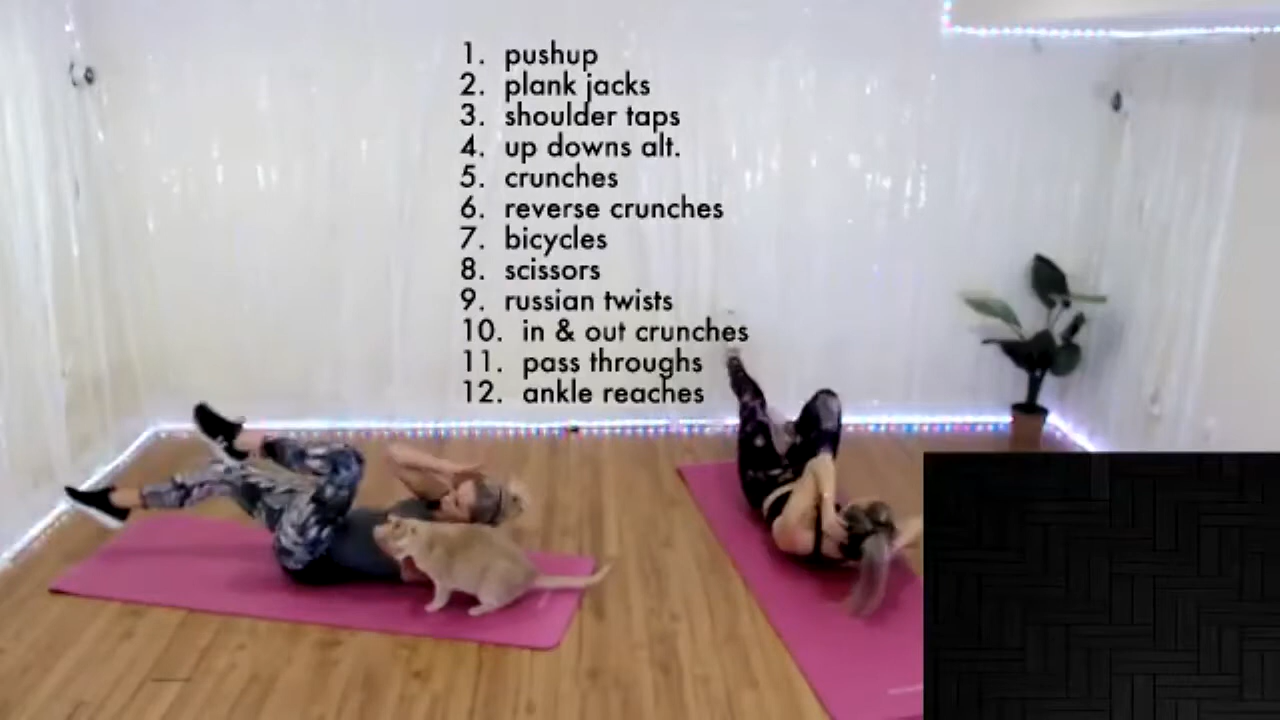 1. pushup
2. plank jacks
3. shoulder taps
4. up downs alt.
5. crunches
6. reverse crunches
7. bicycles
8. scissors
9. russian twists
10. in & out crunches
11. pass throughs
12. ankle reaches